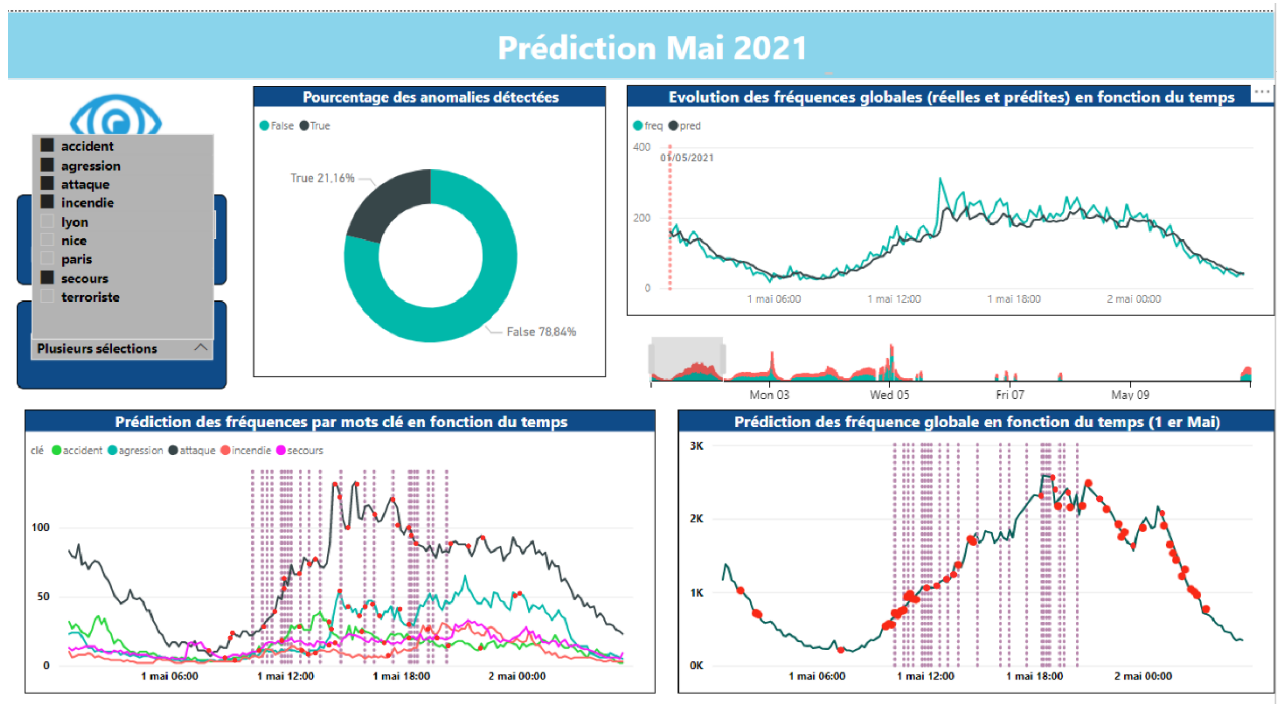 Prédiction Mai 2021
accident
agression
attaque
incendie
lyon
nice
paris
secours
terroriste
Plusieurs sélections
Pourcentage des anomalies détectées
False True
True 21,16%
False 78,84%
Evolution des fréquences globales (réelles et prédites) en fonction du temps
freq pred
400
01/05/2021
200
0
1 mai 06:00 1 mai 12:00 1 mai 18:00 2 mai 00:00
Mon 03 Wed 05 Fri 07 May 09
Prédiction des fréquences par mots clé en fonction du temps
clé accident agression attaque incendie secours
100
50
0
1 mai 06:00 1 mai 12:00 1 mai 18:00 2 mai 00:00
Prédiction des fréquence globale en fonction du temps (1 er Mai)
3K
2K
1K
0K
1 mai 06:00 1 mai 12:00 1 mai 18:00 2 mai 00:00